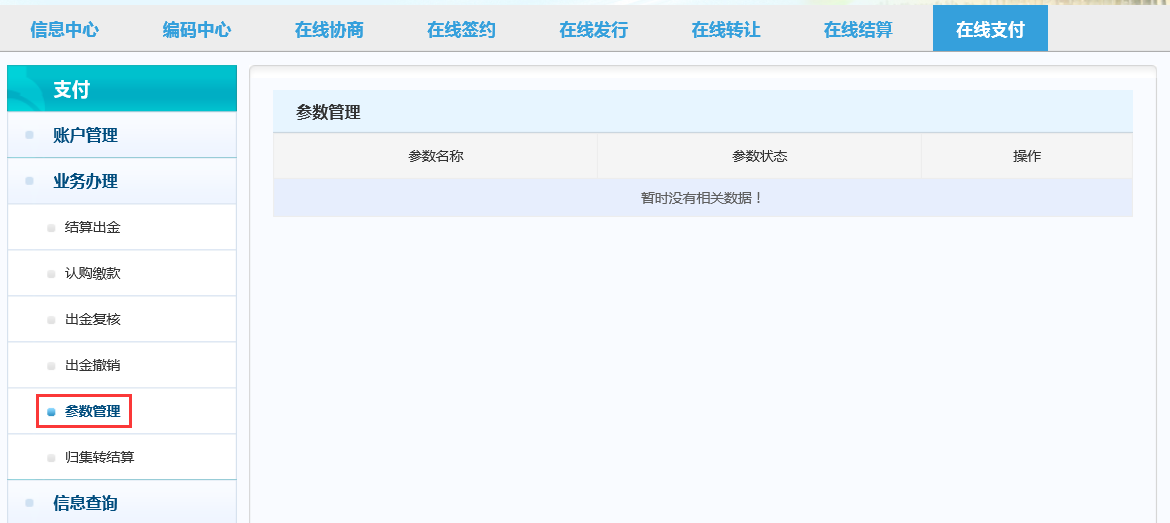 信息中心 编码中心 在线协商 在线签约 在线发行 在线转让 在线结算 在线支付
支付
账户管理
业务办理
结算出金
认购缴款
出金复核
出金撤销
参数管理
归集转结算
信息查询
参数管理
参数名称 参数状态 操作
暂时没有相关数据！